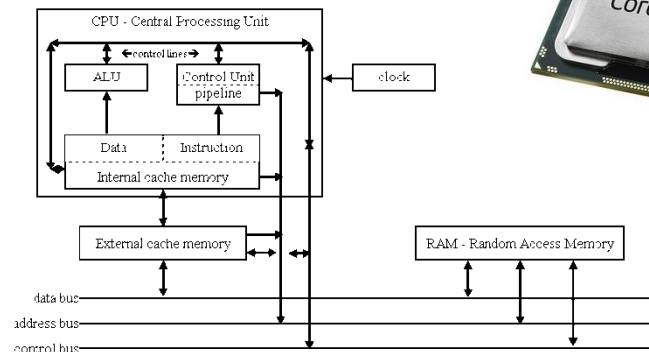 CPU - Central Processing Unit
control lines
ALU
Control Unit
pipeline
clock
Data
Instruction
Internal cache memory
External cache memory
RAM - Random Access Memory
data bus
address bus
control bus